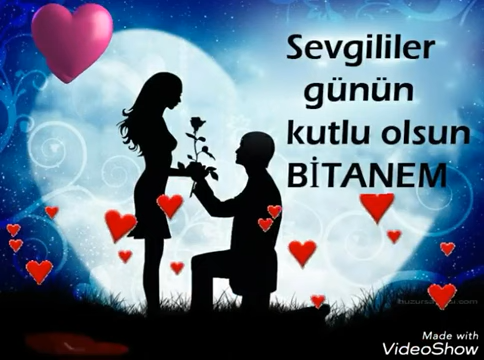 Sevgililer
günün
kutlu olsun
BİTANEM
Made with
VideoShow